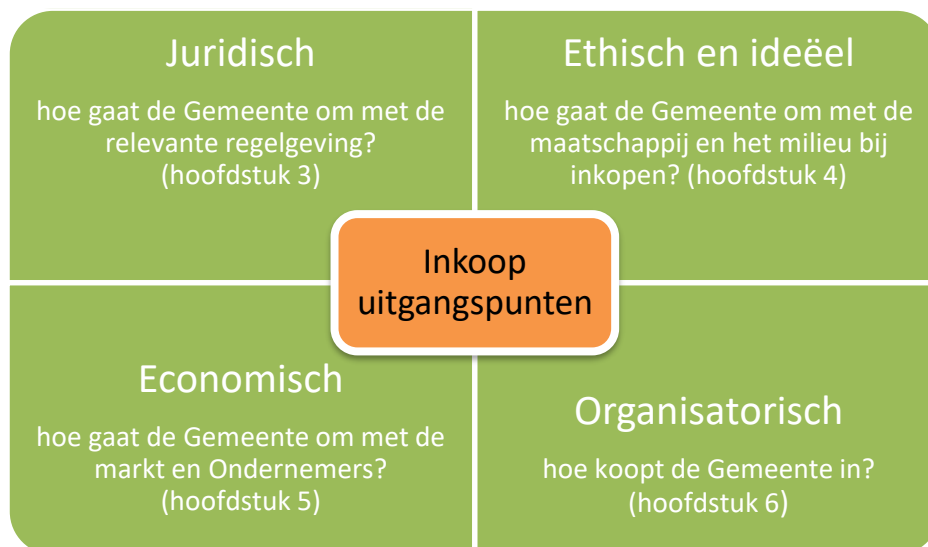 Juridisch
hoe gaat de Gemeente om met de
relevante regelgeving?
(hoofdstuk 3)
Ethisch en ideëel
hoe gaat de Gemeente om met de
maatschappij en het milieu bij
inkopen? (hoofdstuk 4)
Inkoop
uitgangspunten
Economisch
hoe gaat de Gemeente om met de
markt en Ondernemers?
(hoofdstuk 5)
Organisatorisch
hoe koopt de Gemeente in?
(hoofdstuk 6)